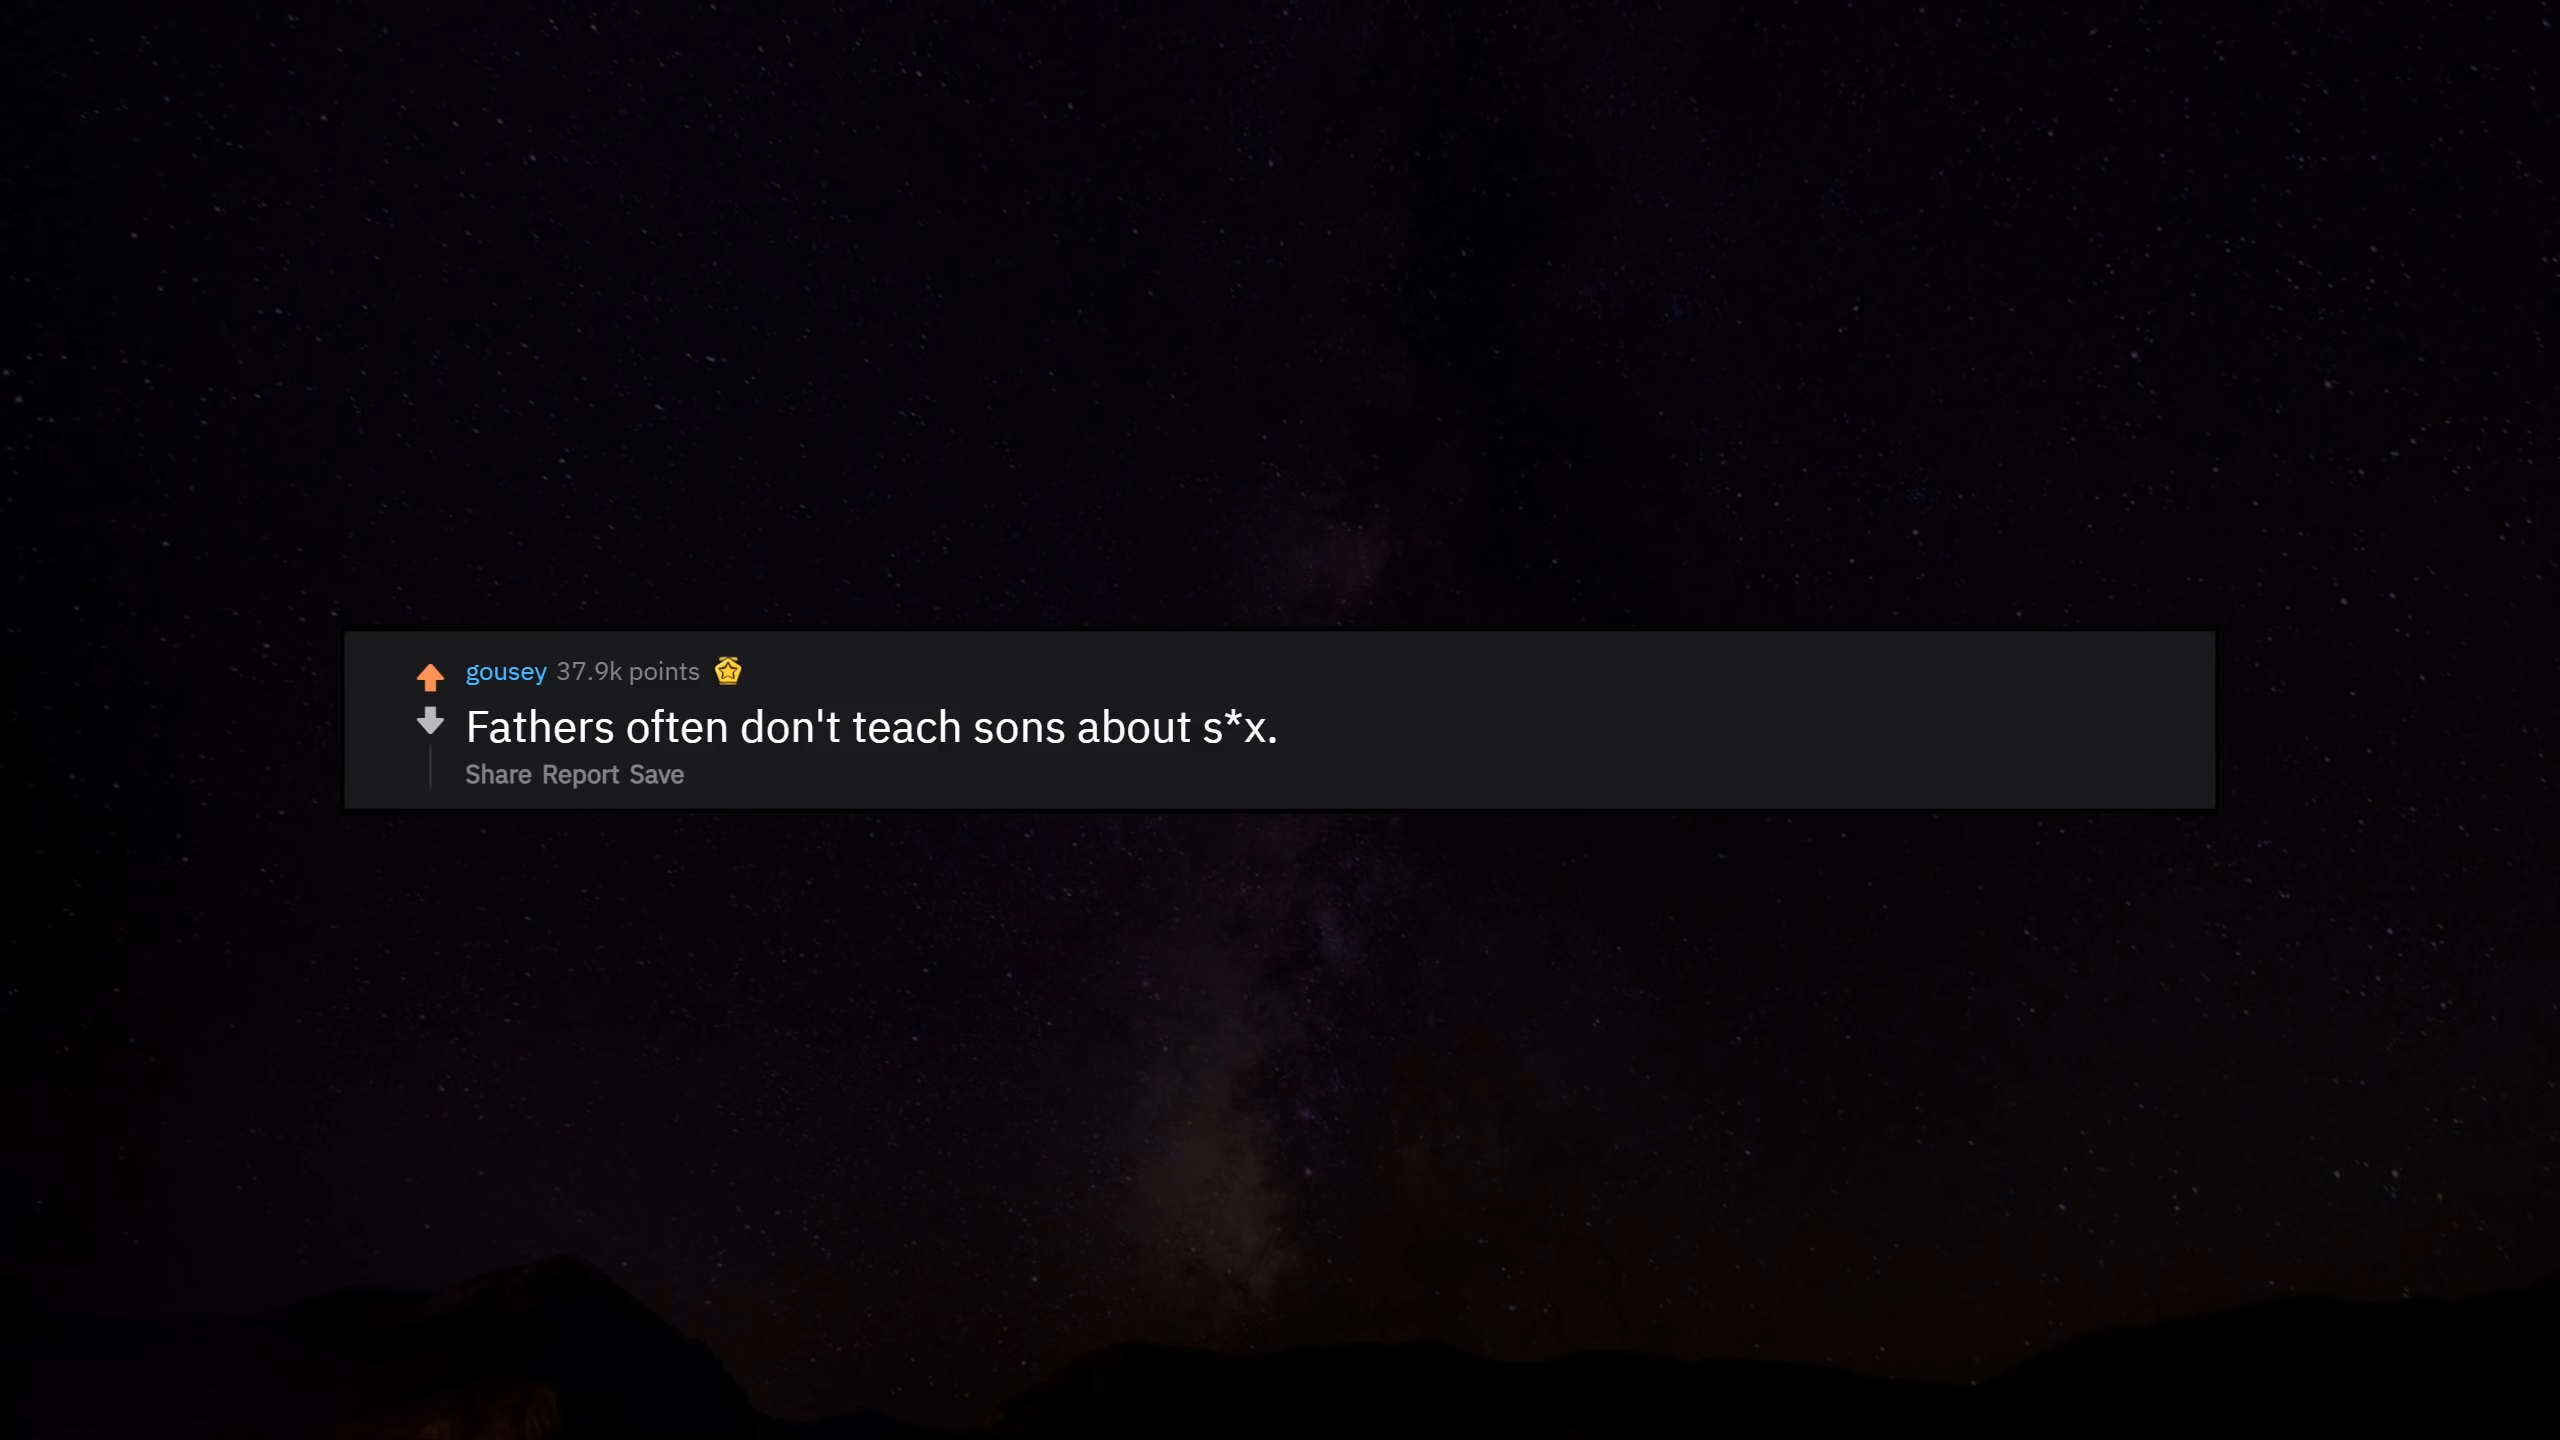 gousey 37.9k points
Fathers often don't teach sons about s*x.
Share Report Save